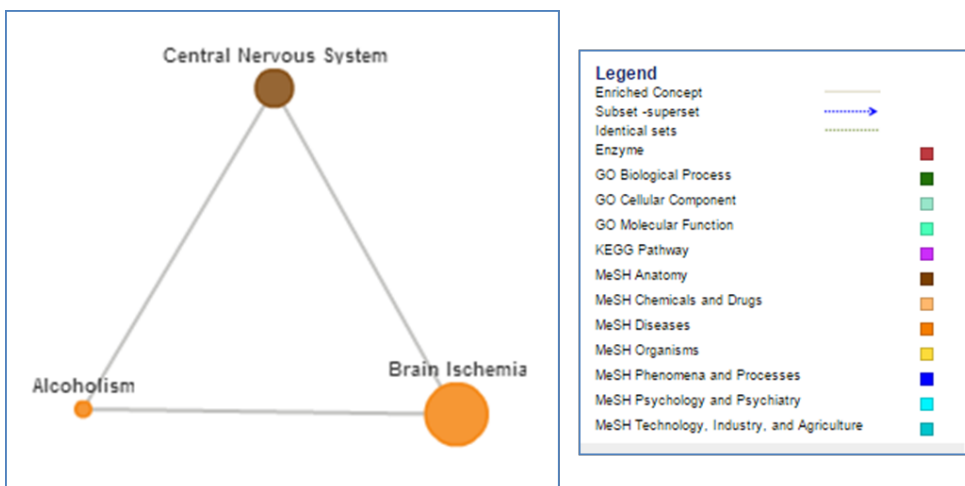 Central Nervous System
Alcoholism
Brain Ischemia
Legend
Enriched Concept
Subset -superset
Identical sets
Enzyme
GO Biological Process
GO Cellular Component
GO Molecular Function
KEGG Pathway
MeSH Anatomy
MeSH Chemicals and Drugs
MeSH Diseases
MeSH Organisms
MeSH Phenomena and Processes
MeSH Psychology and Psychiatry
MeSH Technology, Industry, and Agriculture